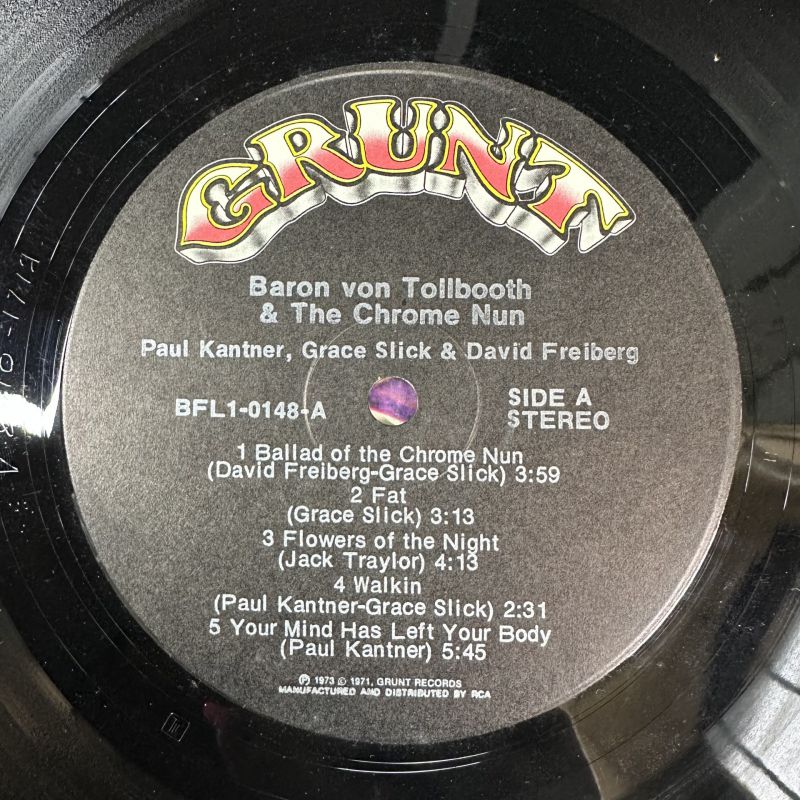 GRUNT
Baron von Tollbooth
& The Chrome Nun
Paul Kantner, Grace Slick & David Freiberg
BFL1-0148-A
SIDE A
STEREO
1 Ballad of the Chrome Nun
(David Freiberg-Grace Slick) 3:59
2 Fat
(Grace Slick) 3:13
3 Flowers of the Night
(Jack Traylor) 4:13
4 Walkin
(Paul Kantner-Grace Slick) 2:31
5 Your Mind Has Left Your Body
(Paul Kantner) 5:45
℗ 1973 © 1971, GRUNT RECORDS
MANUFACTURED AND DISTRIBUTED BY RCA